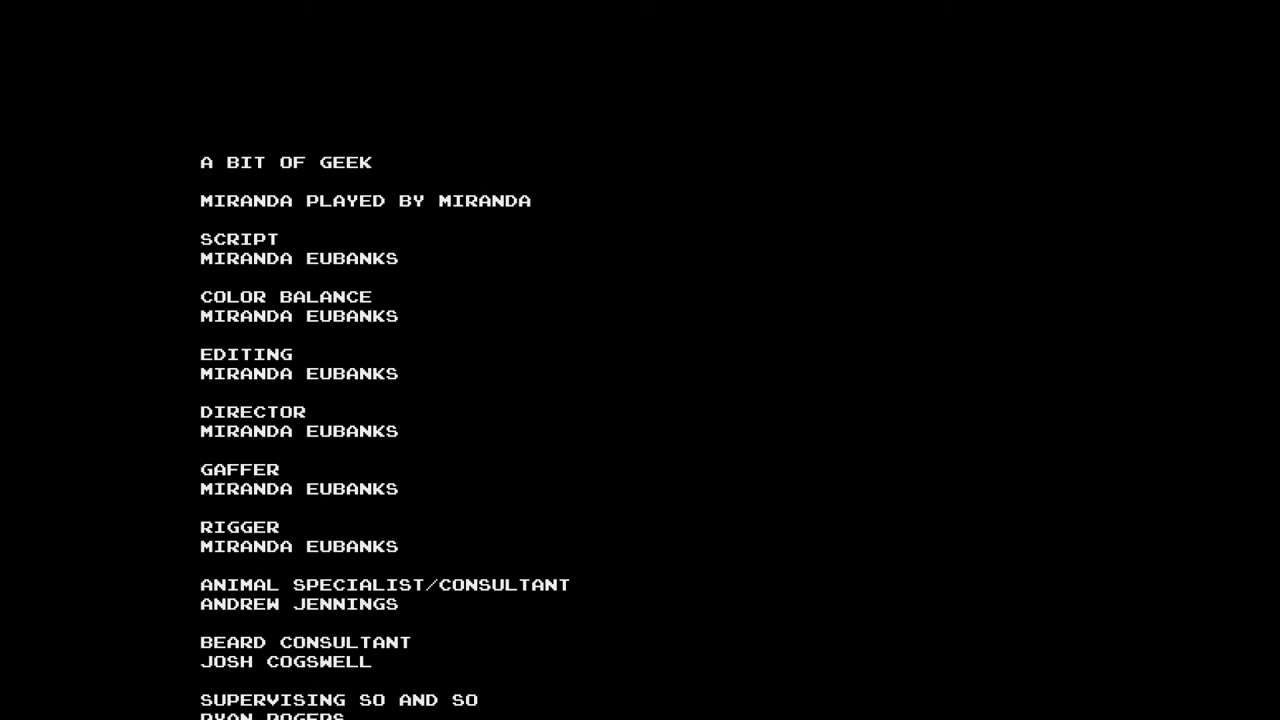 A BIT OF GEEK
MIRANDA PLAYED BY MIRANDA
SCRIPT
MIRANDA EUBANKS
COLOR BALANCE
MIRANDA EUBANKS
EDITING
MIRANDA EUBANKS
DIRECTOR
MIRANDA EUBANKS
GAFFER
MIRANDA EUBANKS
RIGGER
MIRANDA EUBANKS
ANIMAL SPECIALIST/CONSULTANT
ANDREW JENNINGS
BEARD CONSULTANT
JOSH COGSWELL
SUPERVISING SO AND SO
RYAN ROGERS